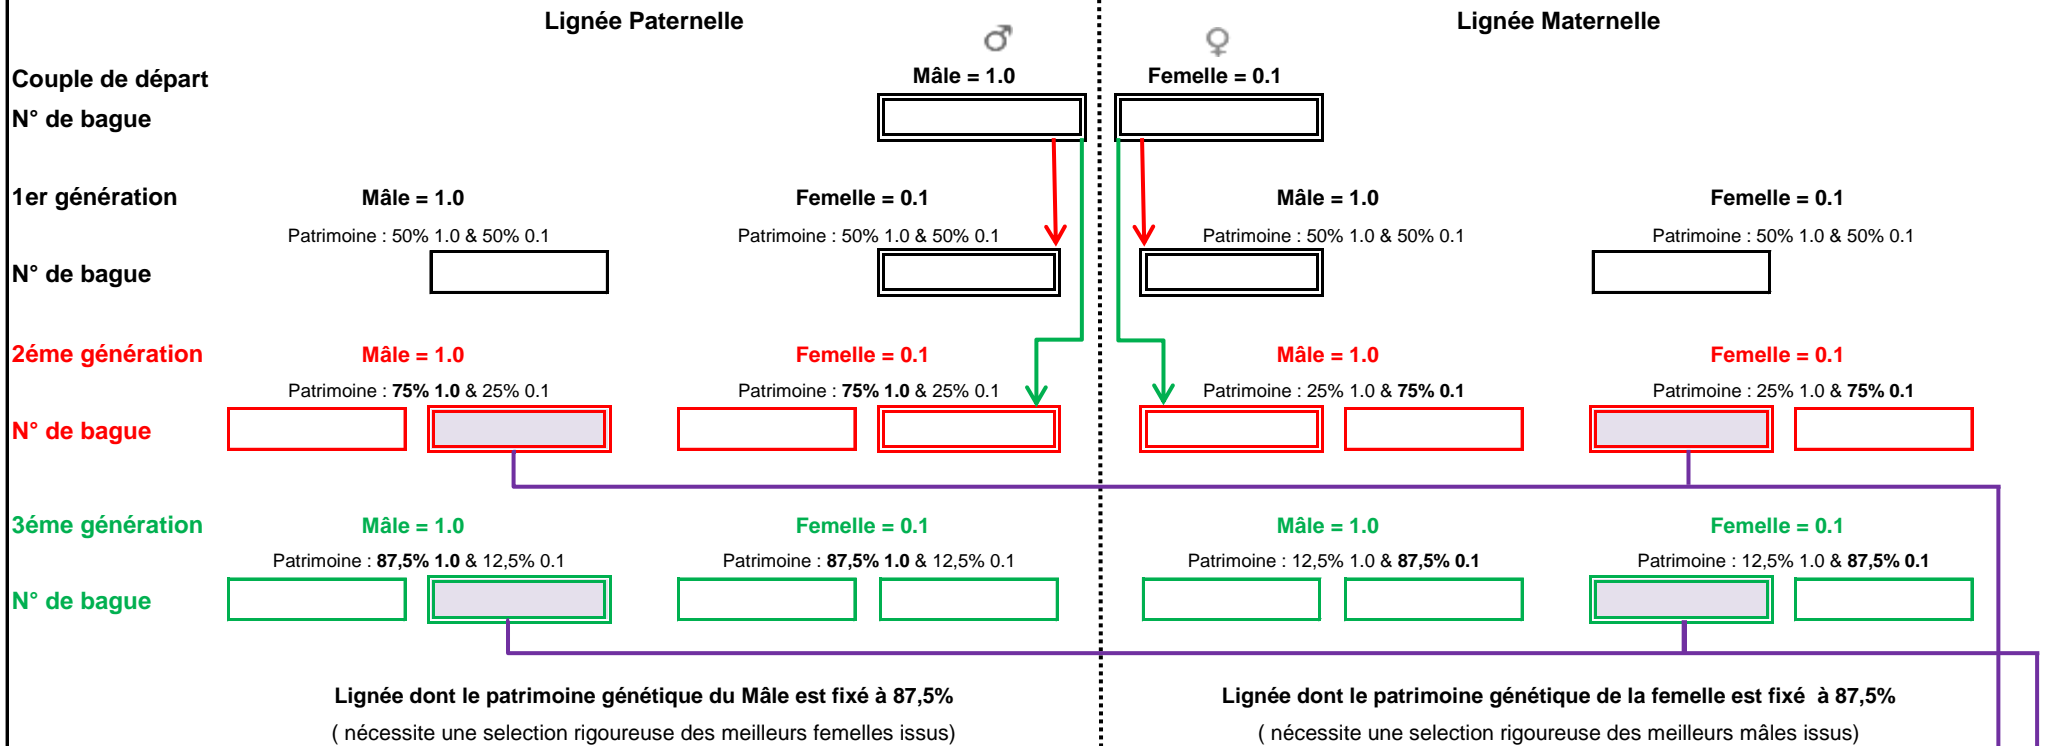 Lignée Paternelle Lignée Maternelle
♂ ♀
Couple de départ Mâle = 1.0 Femelle = 0.1
N° de bague
1er génération Mâle = 1.0 Femelle = 0.1 Mâle = 1.0 Femelle = 0.1
Patrimoine : 50% 1.0 & 50% 0.1 Patrimoine : 50% 1.0 & 50% 0.1 Patrimoine : 50% 1.0 & 50% 0.1 Patrimoine : 50% 1.0 & 50% 0.1
N° de bague
2éme génération Mâle = 1.0 Femelle = 0.1 Mâle = 1.0 Femelle = 0.1
Patrimoine : 75% 1.0 & 25% 0.1 Patrimoine : 75% 1.0 & 25% 0.1 Patrimoine : 25% 1.0 & 75% 0.1 Patrimoine : 25% 1.0 & 75% 0.1
N° de bague
3éme génération Mâle = 1.0 Femelle = 0.1 Mâle = 1.0 Femelle = 0.1
Patrimoine : 87,5% 1.0 & 12,5% 0.1 Patrimoine : 87,5% 1.0 & 12,5% 0.1 Patrimoine : 12,5% 1.0 & 87,5% 0.1 Patrimoine : 12,5% 1.0 & 87,5% 0.1
N° de bague
Lignée dont le patrimoine génétique du Mâle est fixé à 87,5% Lignée dont le patrimoine génétique de la femelle est fixé à 87,5%
( nécessite une selection rigoureuse des meilleurs femelles issus) ( nécessite une selection rigoureuse des meilleurs mâles issus)